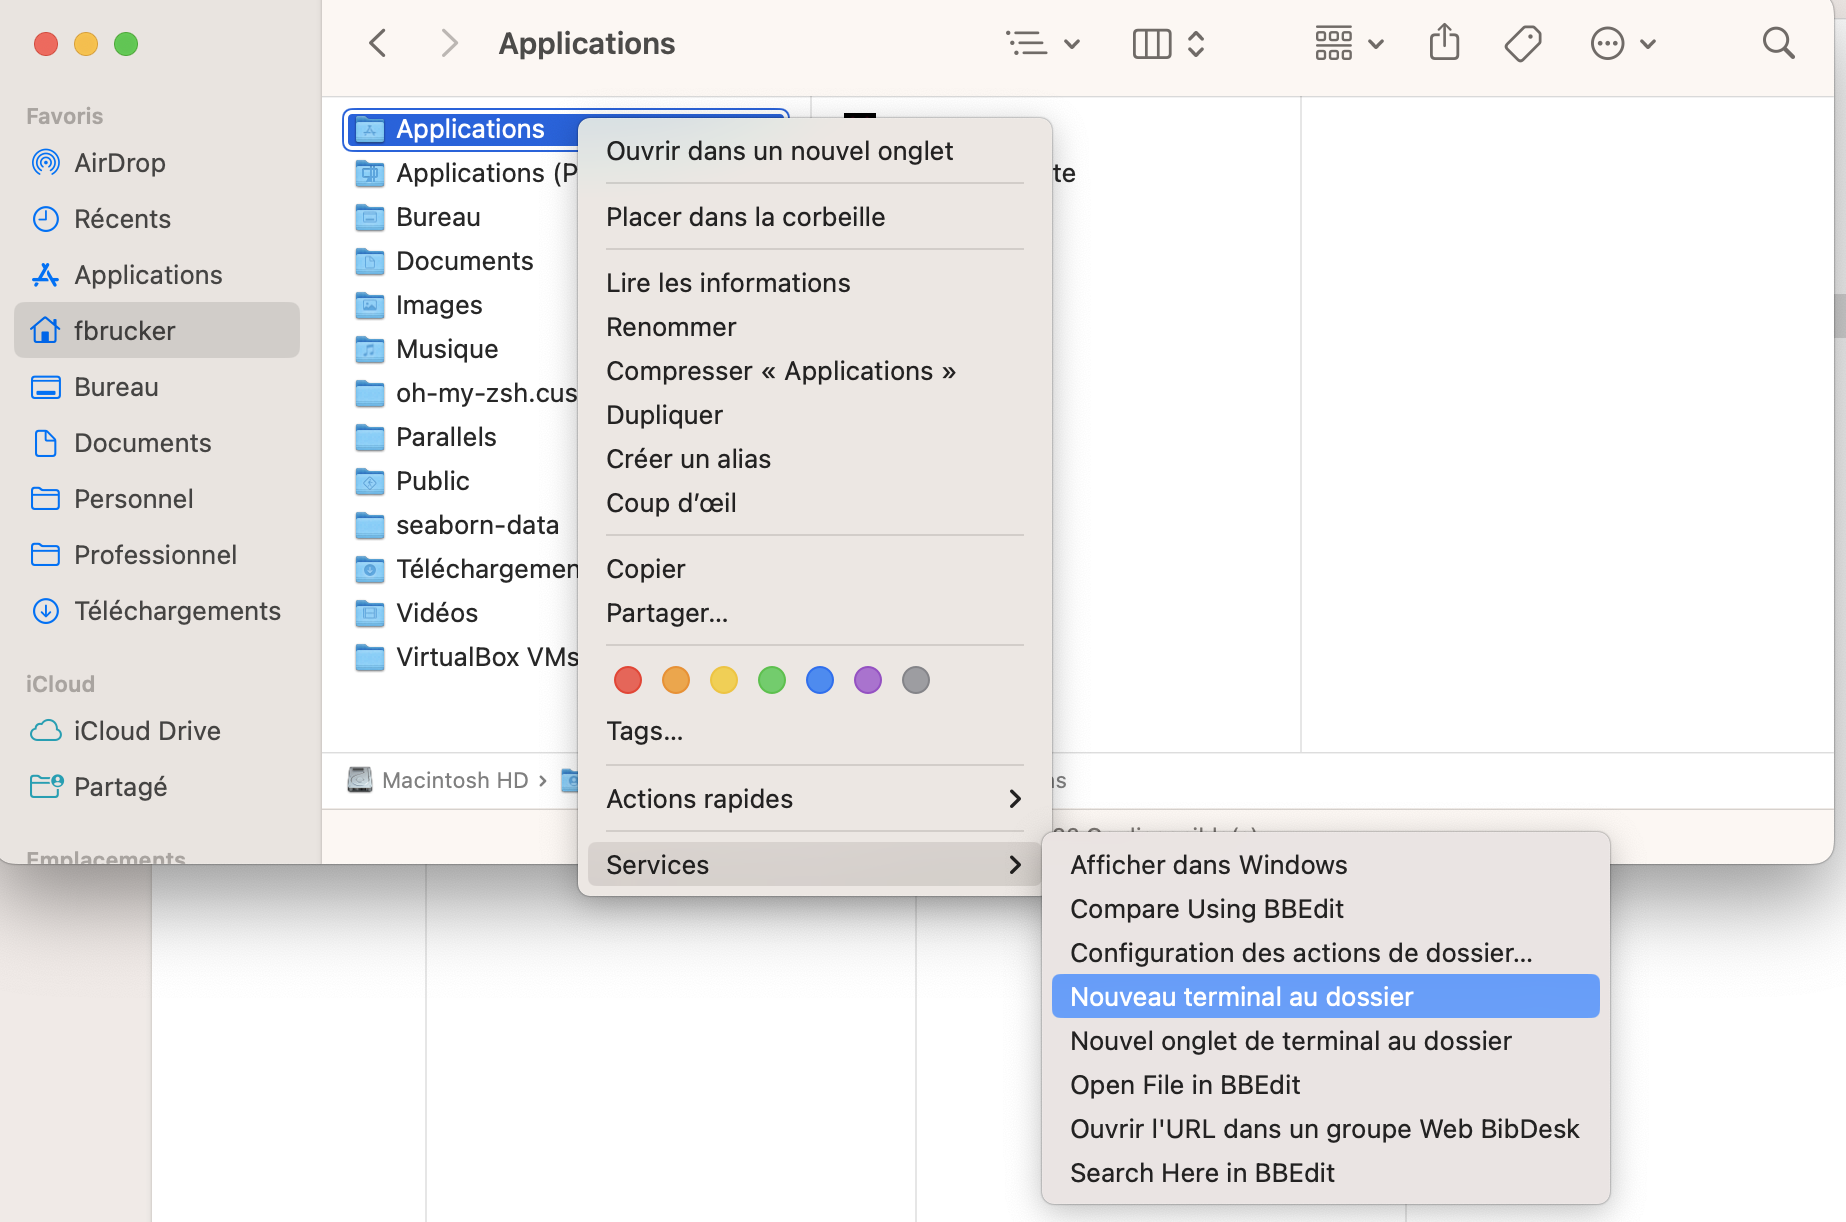 Applications
Favoris
AirDrop
Récents
Applications
fbrucker
Bureau
Documents
Personnel
Professionnel
Téléchargements
iCloud
iCloud Drive
Partagé
Emplacements
Applications
Applications (P
Bureau
Documents
Images
Musique
oh-my-zsh.cus
Parallels
Public
seaborn-data
Téléchargemen
Vidéos
VirtualBox VMs
te
Macintosh HD
ns
Ouvrir dans un nouvel onglet
Placer dans la corbeille
Lire les informations
Renommer
Compresser « Applications »
Dupliquer
Créer un alias
Coup d’œil
Copier
Partager...
Tags...
Actions rapides
Services
Afficher dans Windows
Compare Using BBEdit
Configuration des actions de dossier...
Nouveau terminal au dossier
Nouvel onglet de terminal au dossier
Open File in BBEdit
Ouvrir l'URL dans un groupe Web BibDesk
Search Here in BBEdit